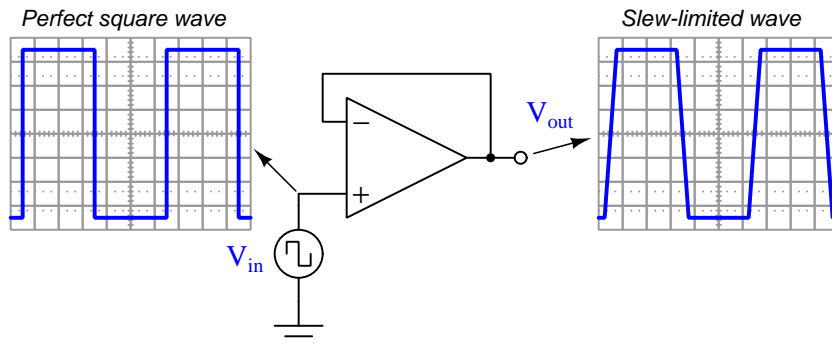 Perfect square wave
Slew-limited wave
−
V_out
+
V_in